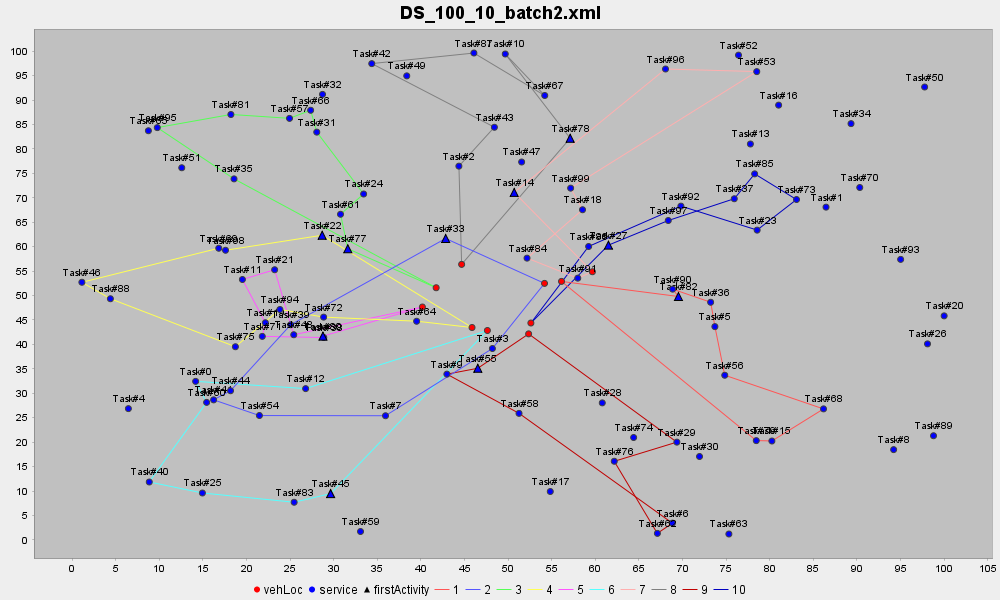 DS_100_10_batch2.xml
100
95
90
85
80
75
70
65
60
55
50
45
40
35
30
25
20
15
10
5
0
Task#42 Task#87 Task#10 Task#52
Task#49 Task#96 Task#53
Task#32 Task#67 Task#50
Task#66 Task#16
Task#81 Task#57
Task#95 Task#31 Task#43 Task#78 Task#34
Task#13
Task#51 Task#2 Task#47
Task#35 Task#14 Task#99 Task#85 Task#70
Task#24 Task#92 Task#37 Task#73 Task#1
Task#61 Task#18 Task#97
Task#22 Task#33 Task#27 Task#23
Task#98 Task#77 Task#84 Task#93
Task#11 Task#21 Task#91
Task#46 Task#90
Task#88 Task#82 Task#36
Task#94 Task#72 Task#64 Task#5 Task#20
Task#39
Task#75 Task#3 Task#26
Task#0 Task#9 Task#55 Task#56
Task#44 Task#12
Task#4 Task#54 Task#7 Task#58 Task#28 Task#68
Task#74 Task#29 Task#15 Task#89
Task#76 Task#30 Task#8
Task#40 Task#25 Task#83 Task#45 Task#17
Task#59 Task#6 Task#63
0 5 10 15 20 25 30 35 40 45 50 55 60 65 70 75 80 85 90 95 100 105
vehLoc service firstActivity 1 2 3 4 5 6 7 8 9 10